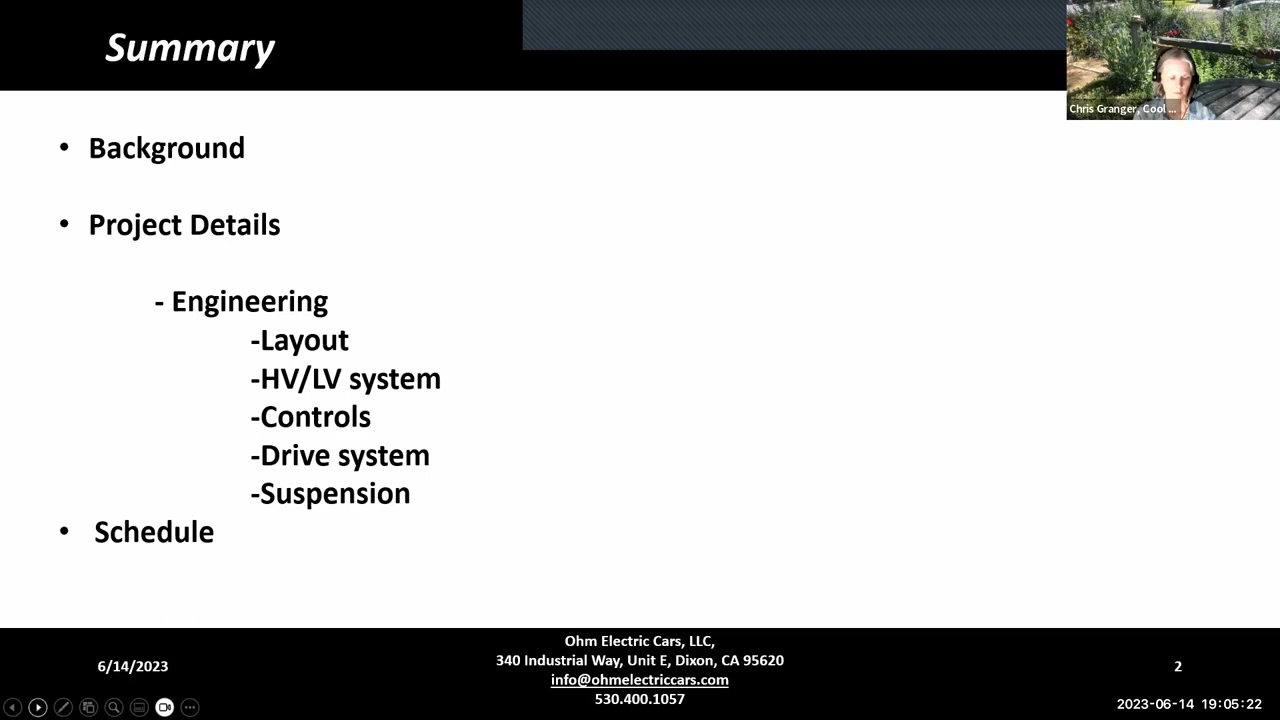 Summary
Chris Granger, Cool ...
• Background
• Project Details
- Engineering
-Layout
-HV/LV system
-Controls
-Drive system
-Suspension
• Schedule
6/14/2023
Ohm Electric Cars, LLC,
340 Industrial Way, Unit E, Dixon, CA 95620
info@ohmelectriccars.com
530.400.1057
2
2023-06-14 19:05:22